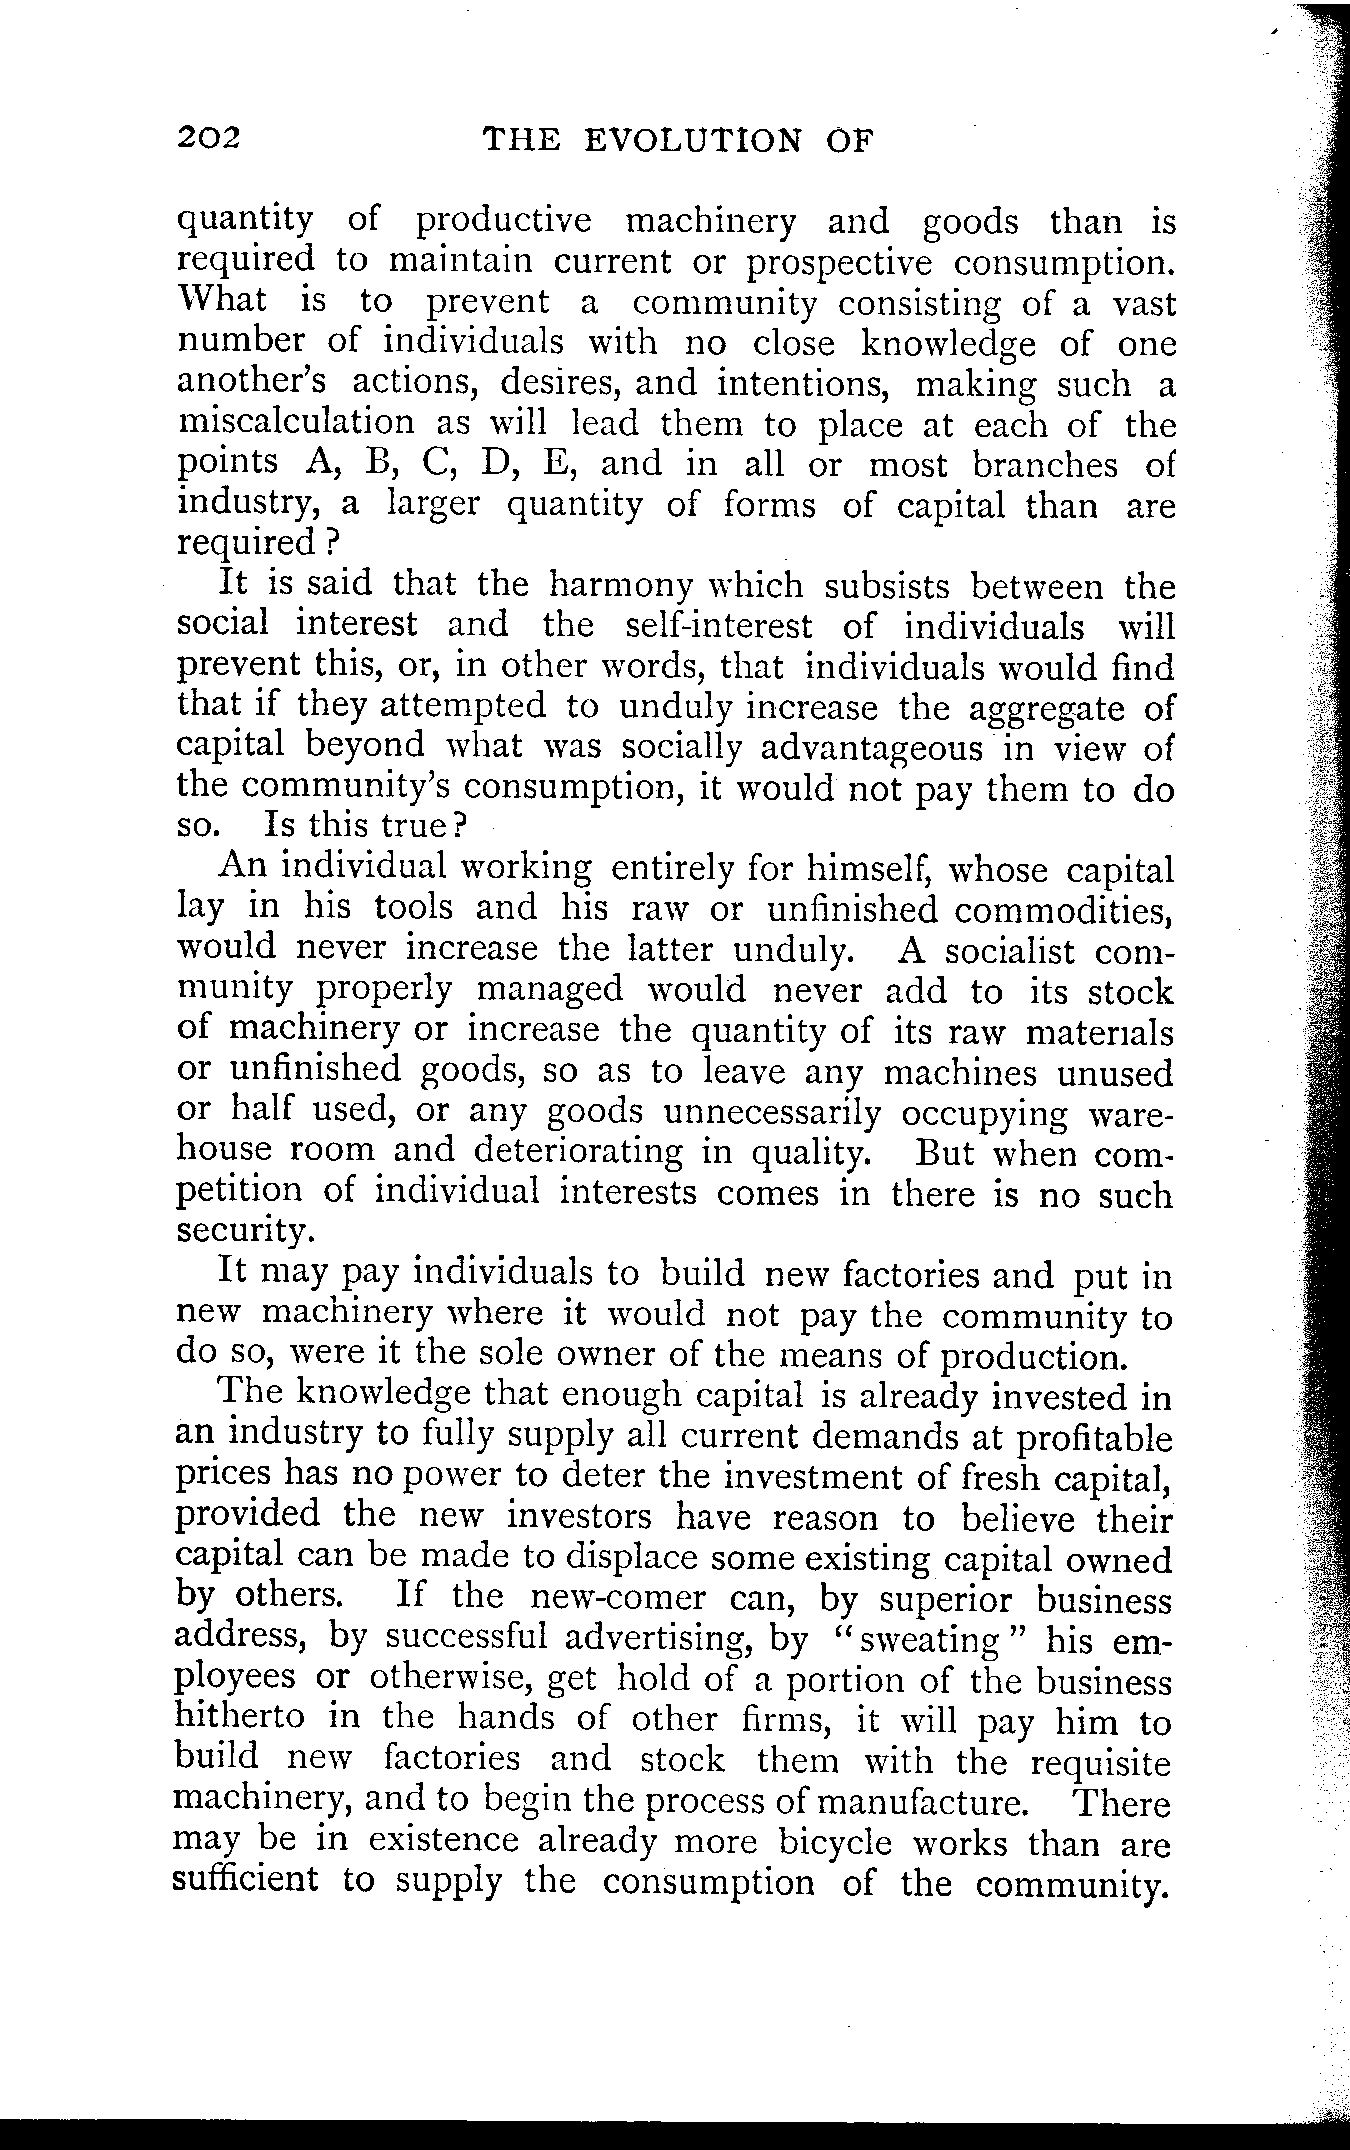 202 THE EVOLUTION OF
quantity of productive machinery and goods than is
required to maintain current or prospective consumption.
What is to prevent a community consisting of a vast
number of individuals with no close knowledge of one
another's actions, desires, and intentions, making such a
miscalculation as will lead them to place at each of the
points A, B, C, D, E, and in all or most branches of
industry, a larger quantity of forms of capital than are
required ?
It is said that the harmony which subsists between the
social interest and the self-interest of individuals will
prevent this, or, in other words, that individuals would find
that if they attempted to unduly increase the aggregate of
capital beyond what was socially advantageous in view of
the community's consumption, it would not pay them to do
so. Is this true?
An individual working entirely for himself, whose capital
lay in his tools and his raw or unfinished commodities,
would never increase the latter unduly. A socialist com-
munity properly managed would never add to its stock
of machinery or increase the quantity of its raw materials
or unfinished goods, so as to leave any machines unused
or half used, or any goods unnecessarily occupying ware-
house room and deteriorating in quality. But when com-
petition of individual interests comes in there is no such
security.
It may pay individuals to build new factories and put in
new machinery where it would not pay the community to
do so, were it the sole owner of the means of production.
The knowledge that enough capital is already invested in
an industry to fully supply all current demands at profitable
prices has no power to deter the investment of fresh capital,
provided the new investors have reason to believe their
capital can be made to displace some existing capital owned
by others. If the new-comer can, by superior business
address, by successful advertising, by "sweating" his em-
ployees or otherwise, get hold of a portion of the business
hitherto in the hands of other firms, it will pay him to
build new factories and stock them with the requisite
machinery, and to begin the process of manufacture. There
may be in existence already more bicycle works than are
sufficient to supply the consumption of the community.